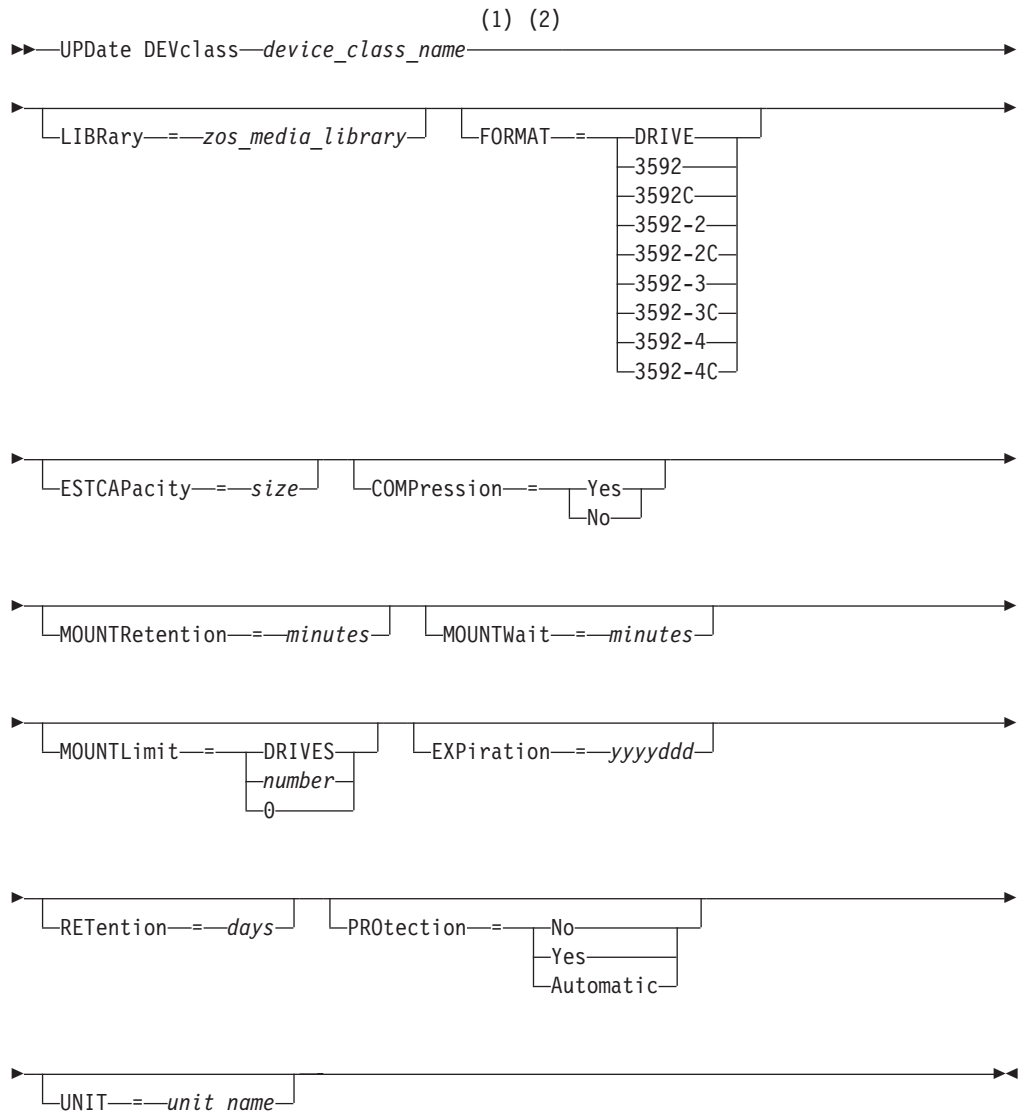 (1) (2)
UPDate DEVclass device_class_name
LIBRary = zos_media_library FORMAT = DRIVE
3592
3592C
3592-2
3592-2C
3592-3
3592-3C
3592-4
3592-4C
ESTCAPacity = size COMPression = Yes
No
MOUNTRetention = minutes MOUNTWait = minutes
MOUNTLimit = DRIVES EXPiration = yyyyddd
number
0
RETention = days PROtection = No
Yes
Automatic
UNIT = unit name